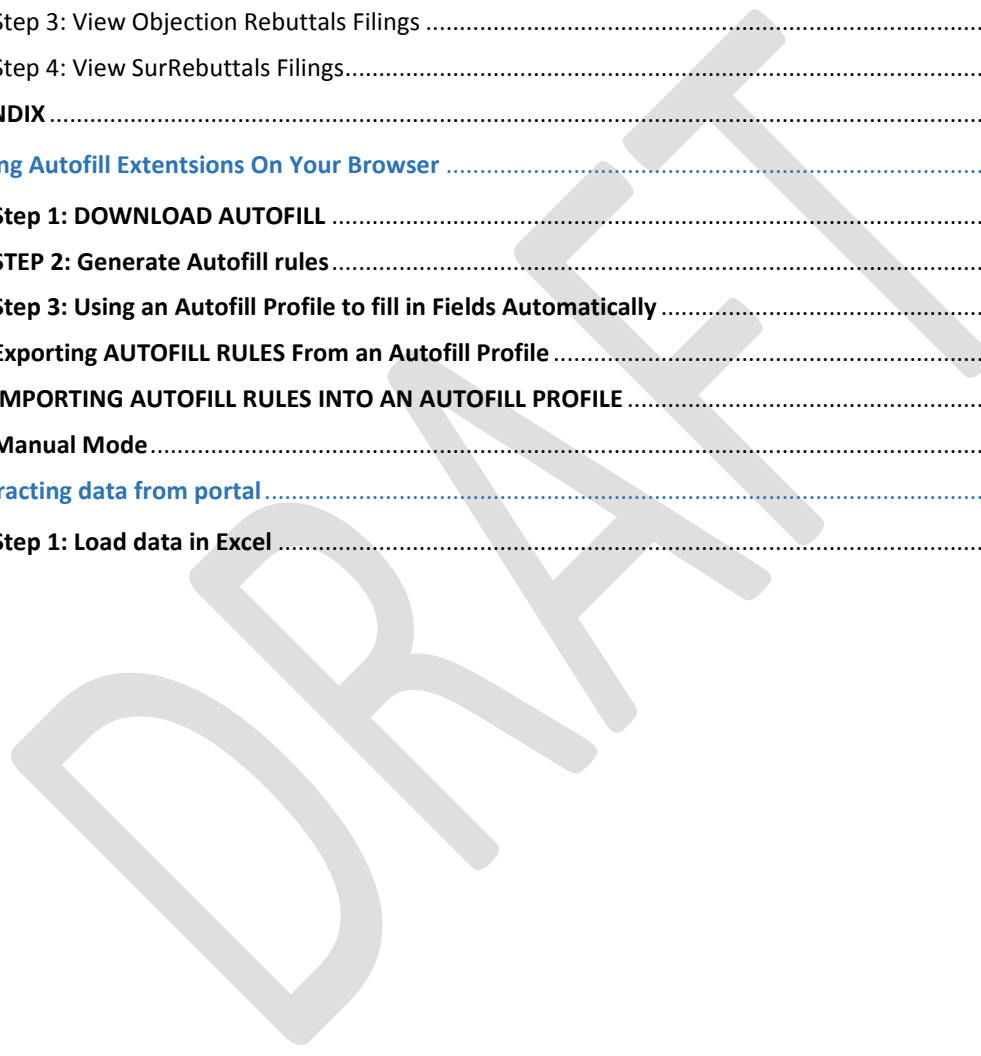 Step 3: View Objection Rebuttals Filings ....................
Step 4: View SurRebuttals Filings....................
NDIX ....................
ng Autofill Extentsions On Your Browser ....................
Step 1: DOWNLOAD AUTOFILL ....................
STEP 2: Generate Autofill rules ....................
Step 3: Using an Autofill Profile to fill in Fields Automatically ....................
Exporting AUTOFILL RULES From an Autofill Profile ....................
IMPORTING AUTOFILL RULES INTO AN AUTOFILL PROFILE ....................
Manual Mode ....................
racting data from portal ....................
Step 1: Load data in Excel ....................
DRAFT